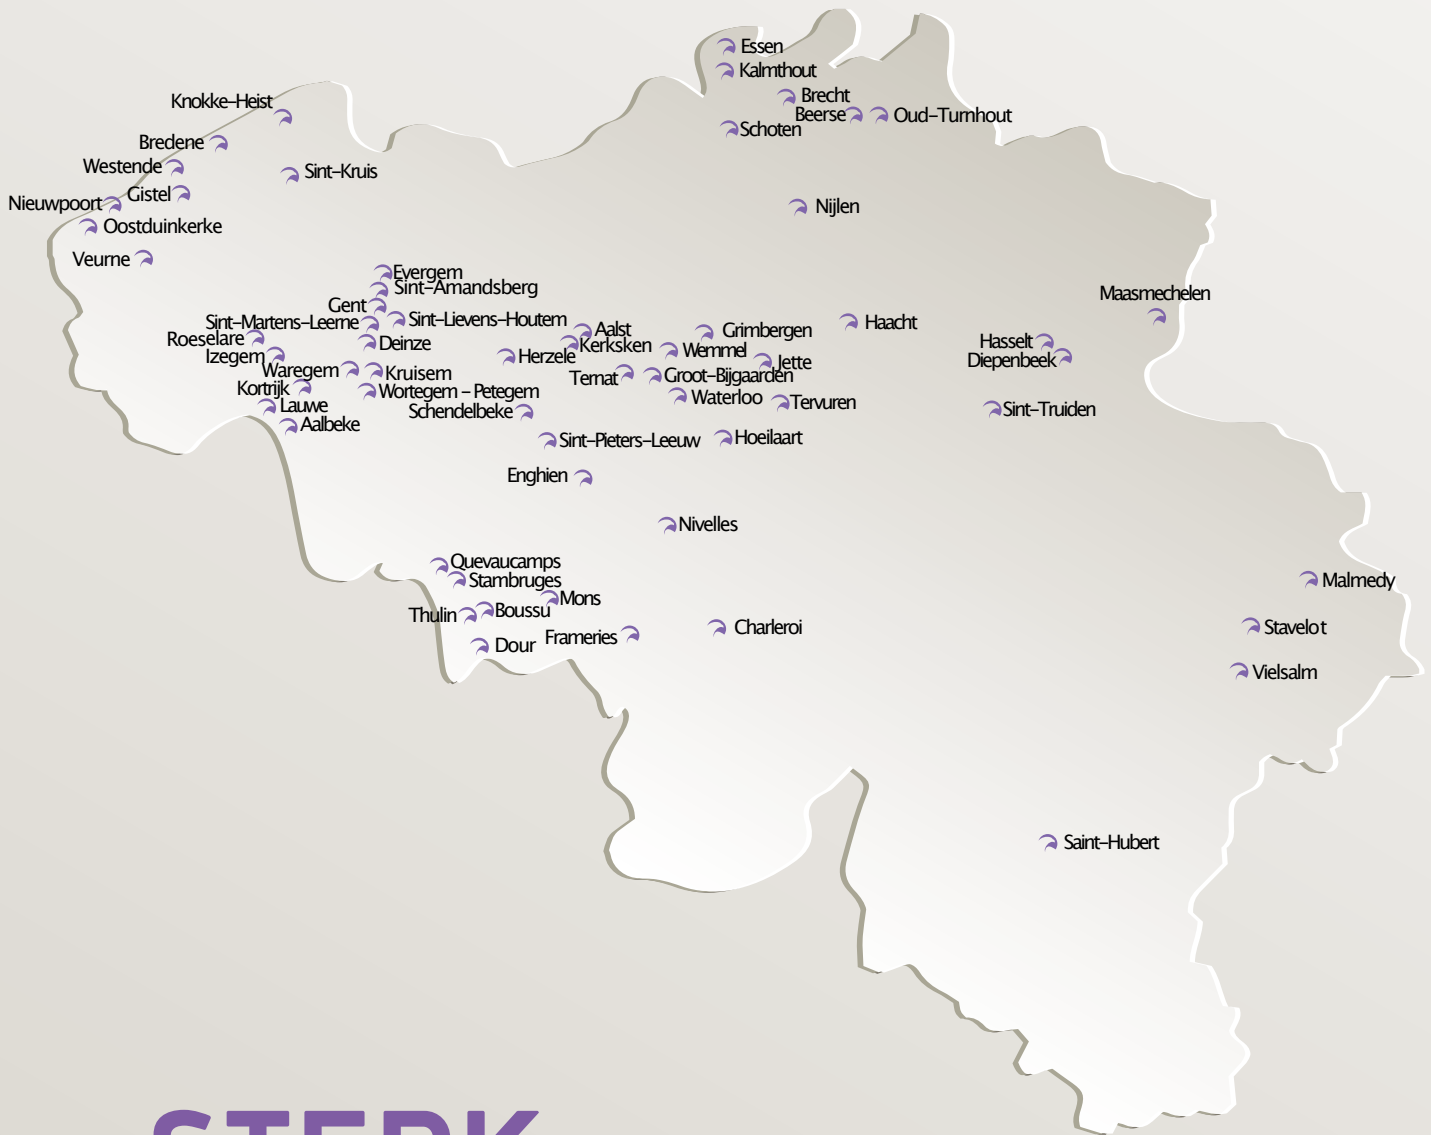 Essen
Kalmthout
Brecht
Knokke-Heist
Beerse
Oud-Turnhout
Schoten
Bredene
Westende
Sint-Kruis
Gistel
Nieuwpoort
Nijlen
Oostduinkerke
Veurne
Evergem
Sint-Amandsberg
Maasmechelen
Gent
Sint-Lievens-Houtem
Sint-Martens-Leerne
Haacht
Aalst
Grimbergen
Roeselare
Deinze
Kerksken
Hasselt
Wemmel
Izegem
Herzele
Diepenbeek
Jette
Waregem
Kruisem
Ternat
Groot-Bijgaarden
Kortrijk
Wortegem - Petegem
Waterloo
Tervuren
Lauwe
Schendelbeke
Sint-Truiden
Aalbeke
Sint-Pieters-Leeuw
Hoeilaart
Enghien
Nivelles
Quevaucamps
Stambruges
Malmedy
Mons
Boussu
Thulin
Charleroi
Stavelot
Frameries
Dour
Vielsalm
Saint-Hubert
STERK